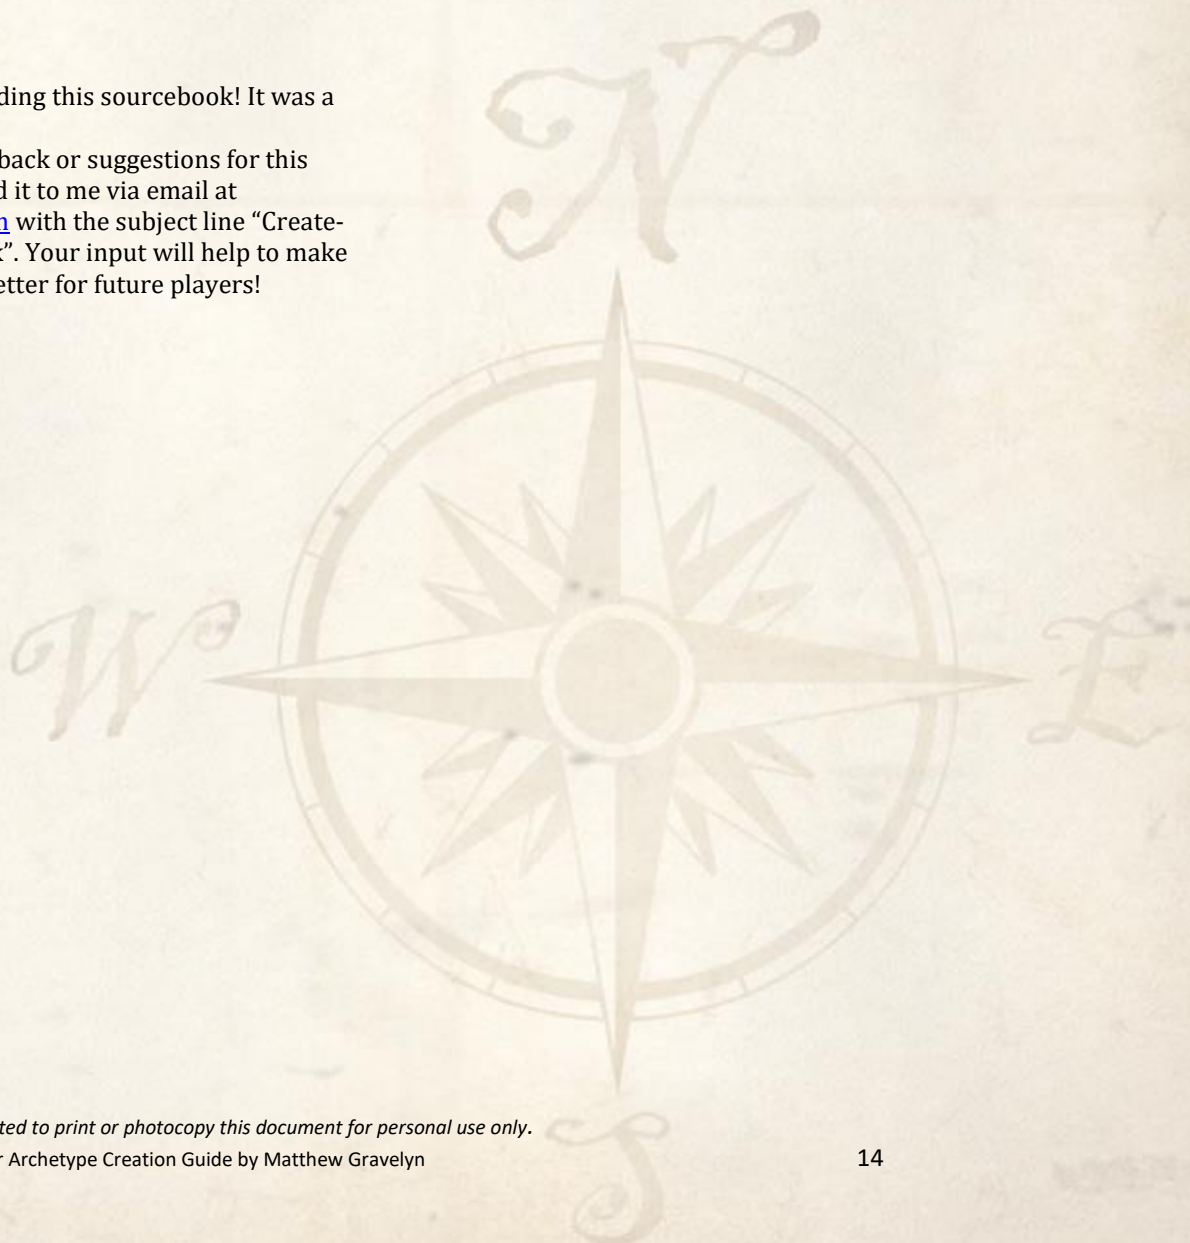 N
ding this sourcebook! It was a
back or suggestions for this
d it to me via email at
m with the subject line “Create-
k”. Your input will help to make
etter for future players!
W
E
ted to print or photocopy this document for personal use only.
r Archetype Creation Guide by Matthew Gravelyn
14
S